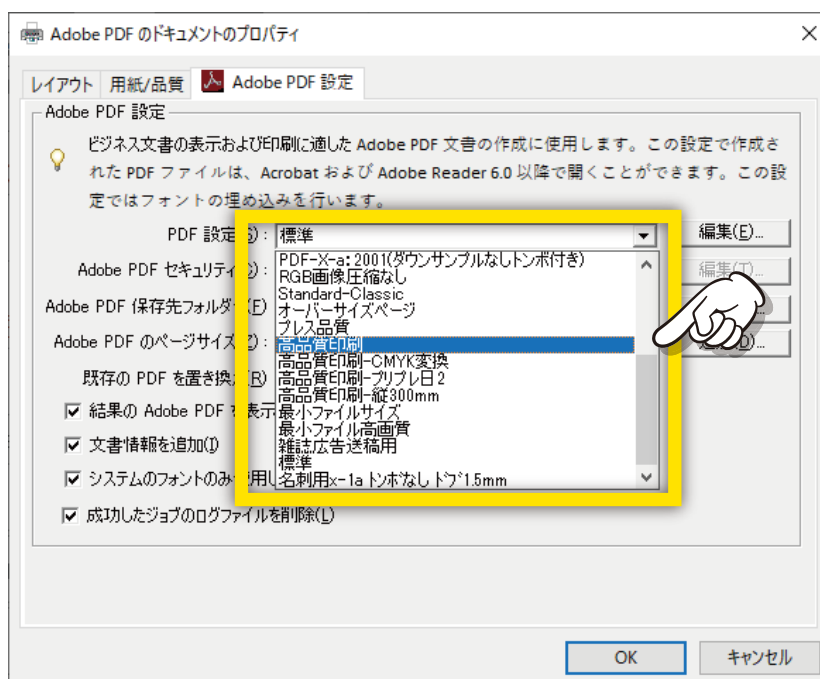 Adobe PDF のドキュメントのプロパティ
レイアウト 用紙/品質 Adobe PDF 設定
Adobe PDF 設定
ビジネス文書の表示および印刷に適した Adobe PDF 文書の作成に使用します。この設定で作成さ
れた PDF ファイルは、Acrobat および Adobe Reader 6.0 以降で開くことができます。この設
定ではフォントの埋め込みを行います。
PDF 設定(S): 標準 編集(E)...
Adobe PDF セキュリティ 編集(T)...
Adobe PDF 保存先フォルダ (F)
Adobe PDF のページサイズ
既存の PDF を置き換 (R)
PDF-X-a:2001(ダウンサンプルなしトンボ付き)
RGB画像圧縮なし
Standard-Classic
オーバーサイズページ
プレス品質
高品質印刷
高品質印刷-CMYK変換
高品質印刷-プリプレ日2
高品質印刷-縦300mm
最小ファイルサイズ
最小ファイル高画質
雑誌広告送稿用
標準
名刺用x-1a トンボなし ドブ1.5mm
結果の Adobe PDF を表示
文書情報を追加(I)
システムのフォントのみ 使用し
成功したジョブのログファイルを削除(L)
OK キャンセル